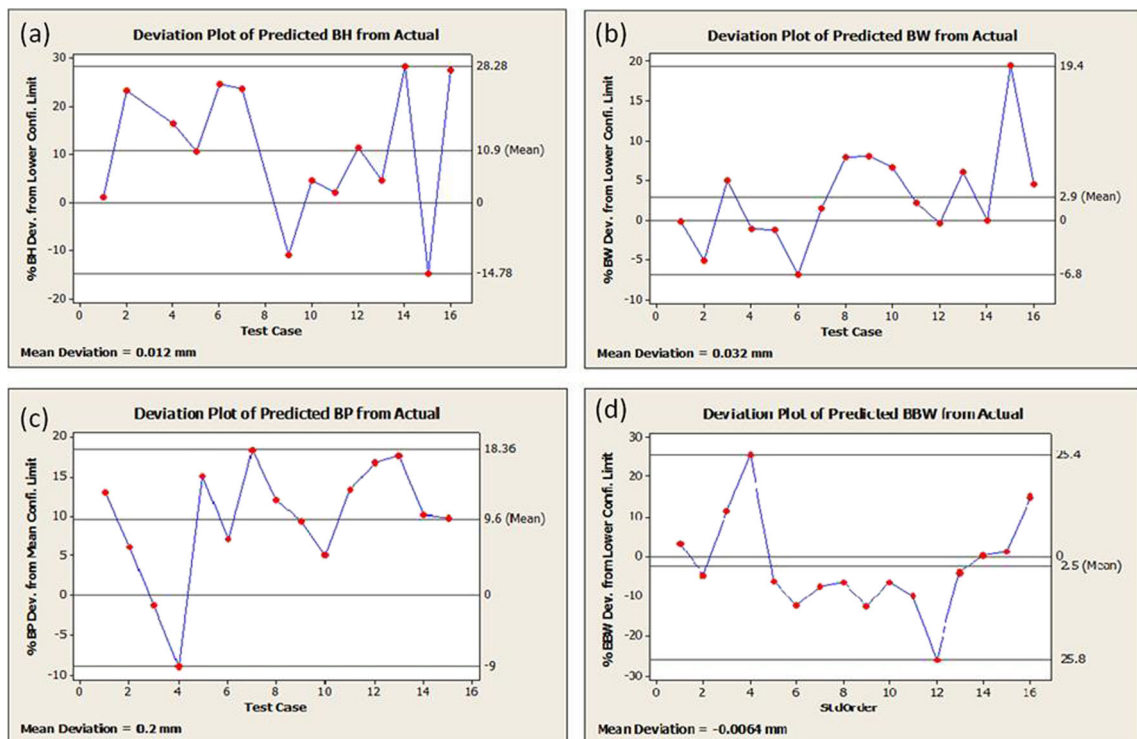 (a)
Deviation Plot of Predicted BH from Actual
%BH Dev. from Lower Confi. Limit
30
20
10
0
-10
-20
28.28
10.9 (Mean)
0
-14.78
0 2 4 6 8 10 12 14 16
Test Case
Mean Deviation = 0.012 mm
(b)
Deviation Plot of Predicted BW from Actual
%BW Dev. from Lower Confi. Limit
20
15
10
5
0
-5
-10
19.4
2.9 (Mean)
0
-6.8
0 2 4 6 8 10 12 14 16
Test Case
Mean Deviation = 0.032 mm
(c)
Deviation Plot of Predicted BP from Actual
%BP Dev. from Mean Confi. Limit
20
15
10
5
0
-5
-10
18.36
9.6 (Mean)
0
-9
0 2 4 6 8 10 12 14 16
Test Case
Mean Deviation = 0.2 mm
(d)
Deviation Plot of Predicted BBW from Actual
%BBW Dev. from Lower Confi. Limit
30
20
10
0
-10
-20
-30
25.4
0
2.5 (Mean)
25.8
0 2 4 6 8 10 12 14 16
StdOrder
Mean Deviation = -0.0064 mm